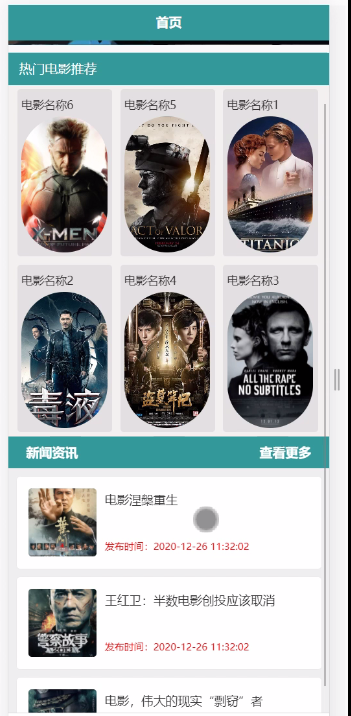 首页
热门电影推荐
电影名称6
电影名称5
电影名称1
X-MEN
ACT OF VALOR
TITANIC
电影名称2
电影名称4
电影名称3
毒液
盗墓笔记
ALL THE RAPE
NO SUBTITLES
新闻资讯
查看更多
电影涅槃重生
发布时间：2020-12-26 11:32:02
王红卫：半数电影创投应该取消
警察故事
发布时间：2020-12-26 11:32:02
电影，伟大的现实“剽窃”者